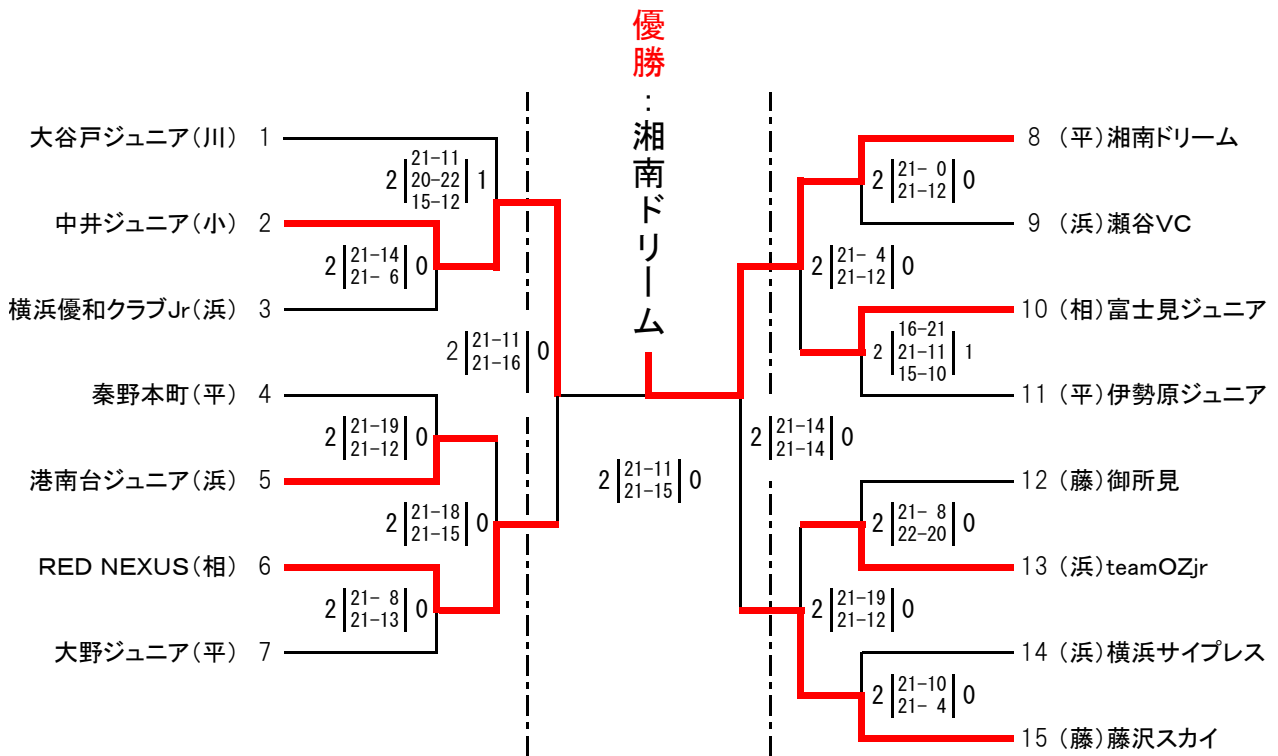 優勝：湘南ドリーム
大谷戸ジュニア(川) 1
中井ジュニア(小) 2
横浜優和クラブJr(浜) 3
秦野本町(平) 4
港南台ジュニア(浜) 5
RED NEXUS(相) 6
大野ジュニア(平) 7
2 21-11 1
20-22
15-12
2 21-14 0
21- 6
2 21-11 0
21-16
2 21-19 0
21-12
2 21-18 0
21-15
2 21- 8 0
21-13
2 21-11 0
21-15
8 (平)湘南ドリーム
9 (浜)瀬谷VC
10 (相)富士見ジュニア
11 (平)伊勢原ジュニア
12 (藤)御所見
13 (浜)teamOZjr
14 (浜)横浜サイプレス
15 (藤)藤沢スカイ
2 21- 0 0
21-12
2 21- 4 0
21-12
2 16-21 1
21-11
15-10
2 21-14 0
21-14
2 21- 8 0
22-20
2 21-19 0
21-12
2 21-10 0
21- 4